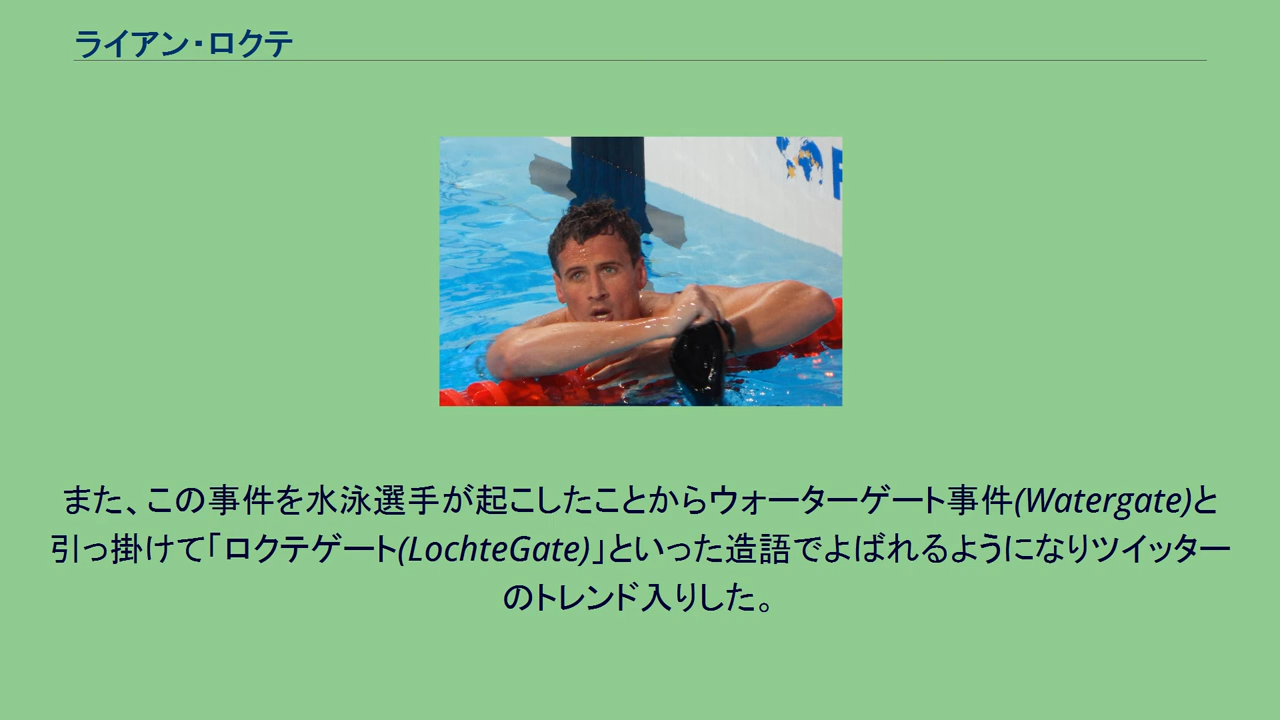 ライアン・ロクテ
また、この事件を水泳選手が起こしたことからウォーターゲート事件(Watergate)と
引っ掛けて「ロクテゲート(LochteGate)」といった造語でよばれるようになりツイッター
のトレンド入りした。